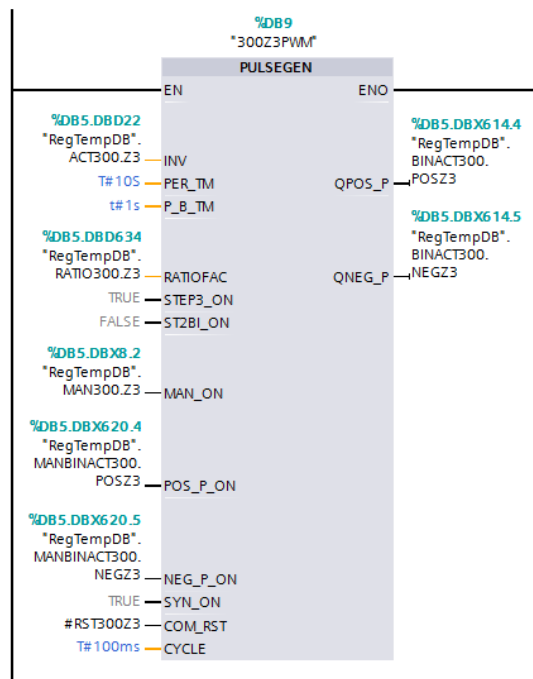 %DB9
"300Z3PWM"
PULSEGEN
EN
ENO
%DB5.DBD22
"RegTempDB".
ACT300.Z3
INV
T#10S
PER_TM
t#1s
P_B_TM
%DB5.DBD634
"RegTempDB".
RATIO300.Z3
RATIOFAC
TRUE
STEP3_ON
FALSE
ST2BI_ON
%DB5.DBX8.2
"RegTempDB".
MAN300.Z3
MAN_ON
%DB5.DBX620.4
"RegTempDB".
MANBINACT300.
POSZ3
POS_P_ON
%DB5.DBX620.5
"RegTempDB".
MANBINACT300.
NEGZ3
NEG_P_ON
TRUE
SYN_ON
#RST300Z3
COM_RST
T#100ms
CYCLE
%DB5.DBX614.4
"RegTempDB".
BINACT300.
POSZ3
QPOS_P
%DB5.DBX614.5
"RegTempDB".
BINACT300.
NEGZ3
QNEG_P